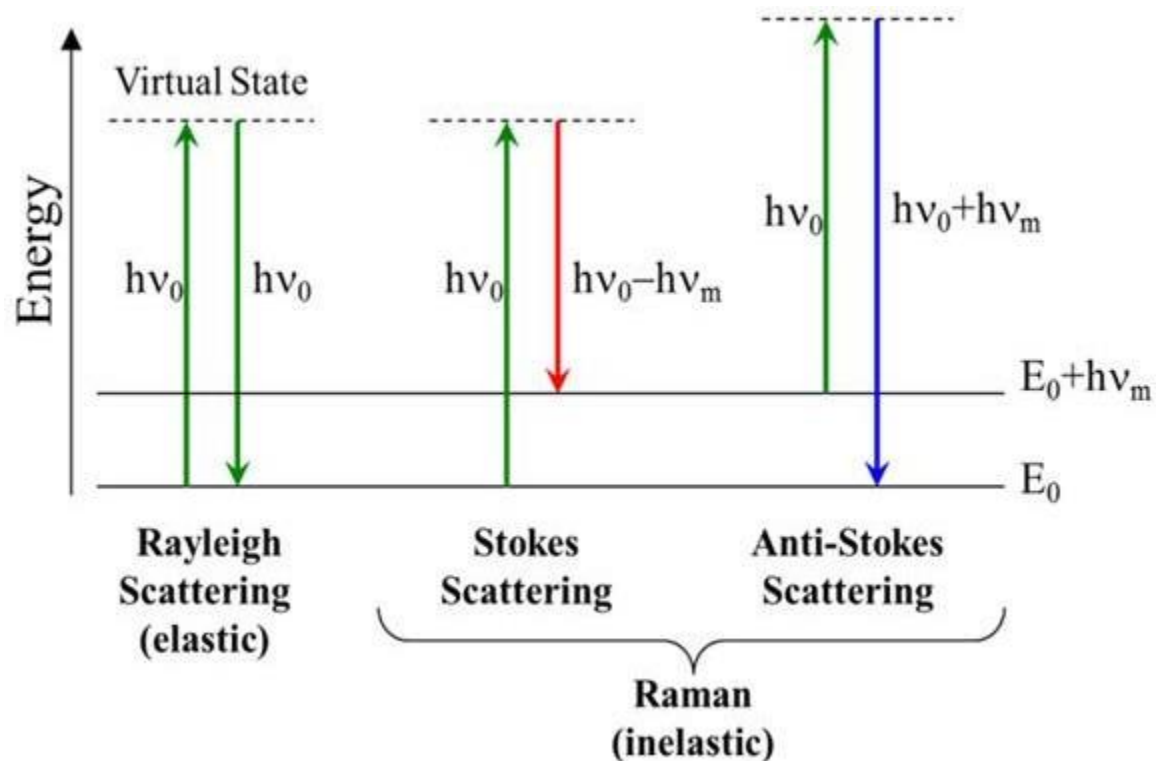 Energy
Virtual State
hν₀
hν₀
hν₀
hν₀–hνₘ
hν₀
hν₀+hνₘ
E₀+hνₘ
E₀
Rayleigh
Scattering
(elastic)
Stokes
Scattering
Anti-Stokes
Scattering
Raman
(inelastic)